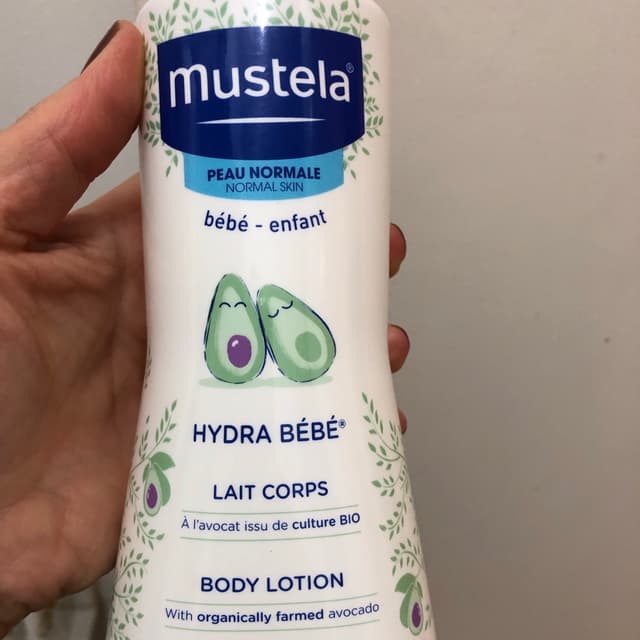 mustela®
PEAU NORMALE
NORMAL SKIN
bébé - enfant
HYDRA BÉBÉ®
LAIT CORPS
À l'avocat issu de culture BIO
BODY LOTION
With organically farmed avocado